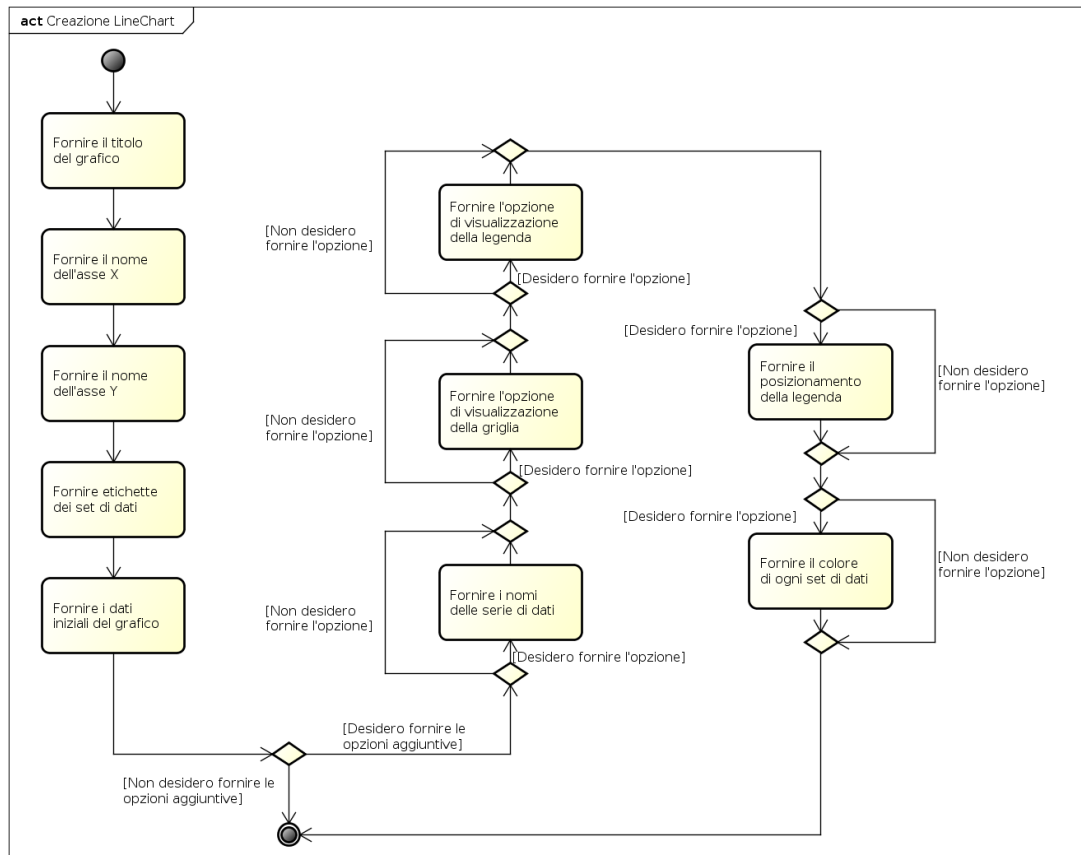 act Creazione LineChart
Fornire il titolo
del grafico
Fornire il nome
dell'asse X
Fornire il nome
dell'asse Y
Fornire etichette
dei set di dati
Fornire i dati
iniziali del grafico
[Non desidero fornire le
opzioni aggiuntive]
[Desidero fornire le
opzioni aggiuntive]
[Desidero fornire l'opzione]
[Non desidero
fornire l'opzione]
Fornire i nomi
delle serie di dati
[Desidero fornire l'opzione]
[Non desidero
fornire l'opzione]
Fornire l'opzione
di visualizzazione
della griglia
[Desidero fornire l'opzione]
[Non desidero
fornire l'opzione]
Fornire l'opzione
di visualizzazione
della legenda
[Desidero fornire l'opzione]
Fornire il
posizionamento
della legenda
[Non desidero
fornire l'opzione]
[Desidero fornire l'opzione]
Fornire il colore
di ogni set di dati
[Non desidero
fornire l'opzione]